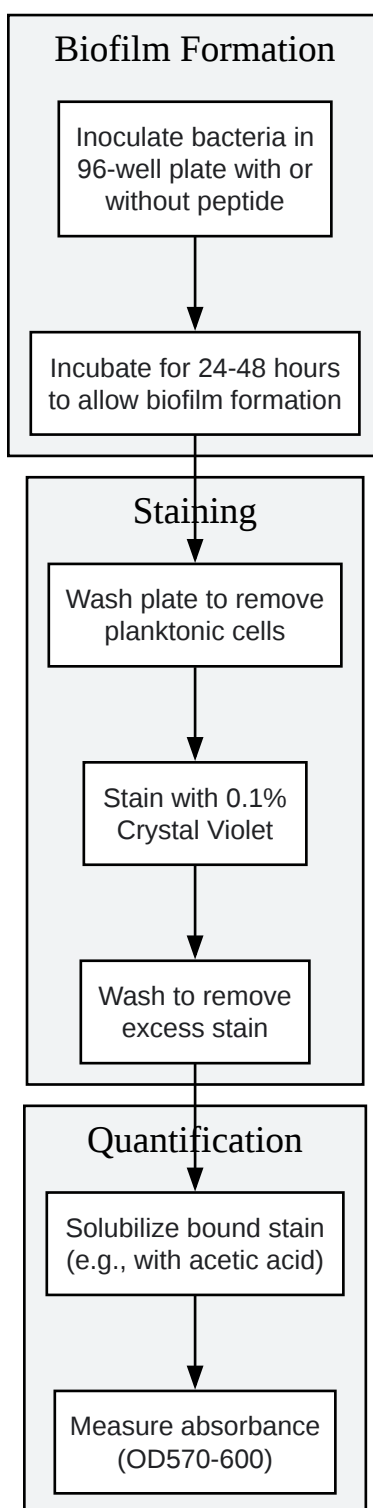 Biofilm Formation
Inoculate bacteria in
96-well plate with or
without peptide
Incubate for 24-48 hours
to allow biofilm formation
Staining
Wash plate to remove
planktonic cells
Stain with 0.1%
Crystal Violet
Wash to remove
excess stain
Quantification
Solubilize bound stain
(e.g., with acetic acid)
Measure absorbance
(OD570-600)